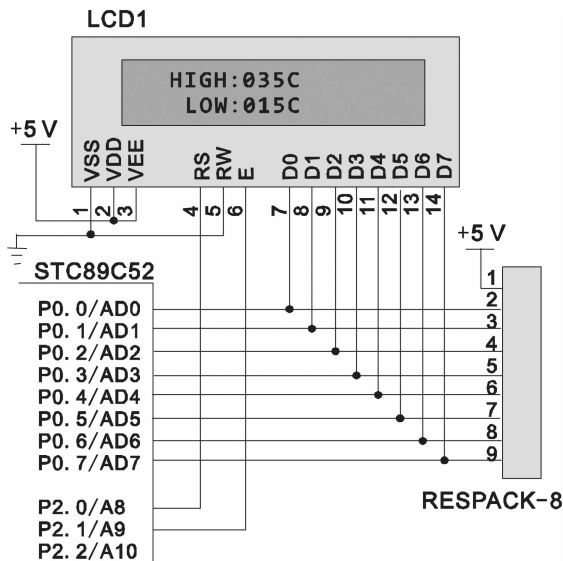 LCD1
HIGH:035C
LOW:015C
+5 V
VSS
VDD
VEE
RS
RW
E
D0
D1
D2
D3
D4
D5
D6
D7
1
2
3
4
5
6
7
8
9
10
11
12
13
14
+5 V
STC89C52
P0. 0/AD0
P0. 1/AD1
P0. 2/AD2
P0. 3/AD3
P0. 4/AD4
P0. 5/AD5
P0. 6/AD6
P0. 7/AD7
P2. 0/A8
P2. 1/A9
P2. 2/A10
1
2
3
4
5
6
7
8
9
RESPACK-8